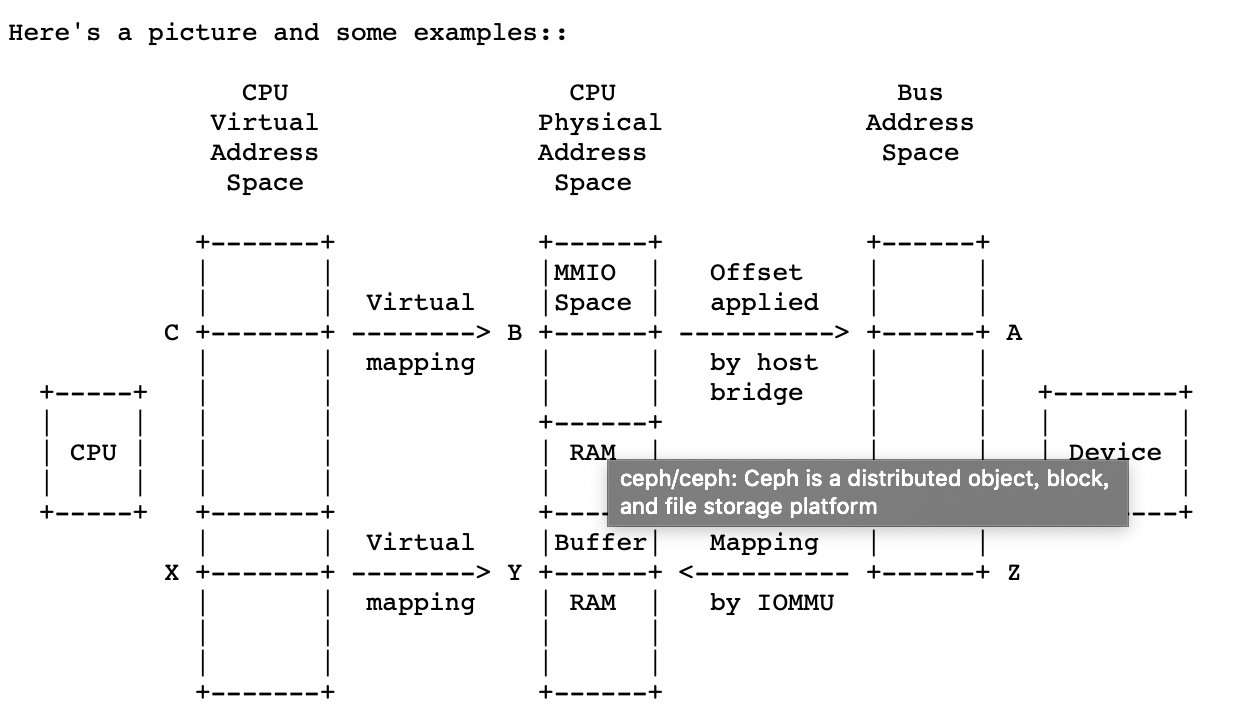 Here's a picture and some examples::
             CPU                  CPU                  Bus
           Virtual              Physical             Address
           Address              Address               Space
            Space                Space
          +-------+             +------+             +------+
          |       |             |MMIO  |   Offset    |      |
          |       |  Virtual    |Space |   applied   |      |
        C +-------+ --------> B +------+ ----------> +------+ A
          |       |  mapping    |      |   by host   |      |
+-----+   |       |             |      |   bridge    |      |   +--------+
|     |   |       |             +------+             |      |   |        |
| CPU |   |       |             | RAM  |             |      |   | Device |
ceph/ceph: Ceph is a distributed object, block,
and file storage platform
|     |   |       |             |
+-----+   +-------+             +---- ---+
          |       |  Virtual    |Buffer|   Mapping   |      |
        X +-------+ --------> Y +------+ <---------- +------+ Z
          |       |  mapping    | RAM  |   by IOMMU
          |       |             |      |
          |       |             |      |
          +-------+             +------+